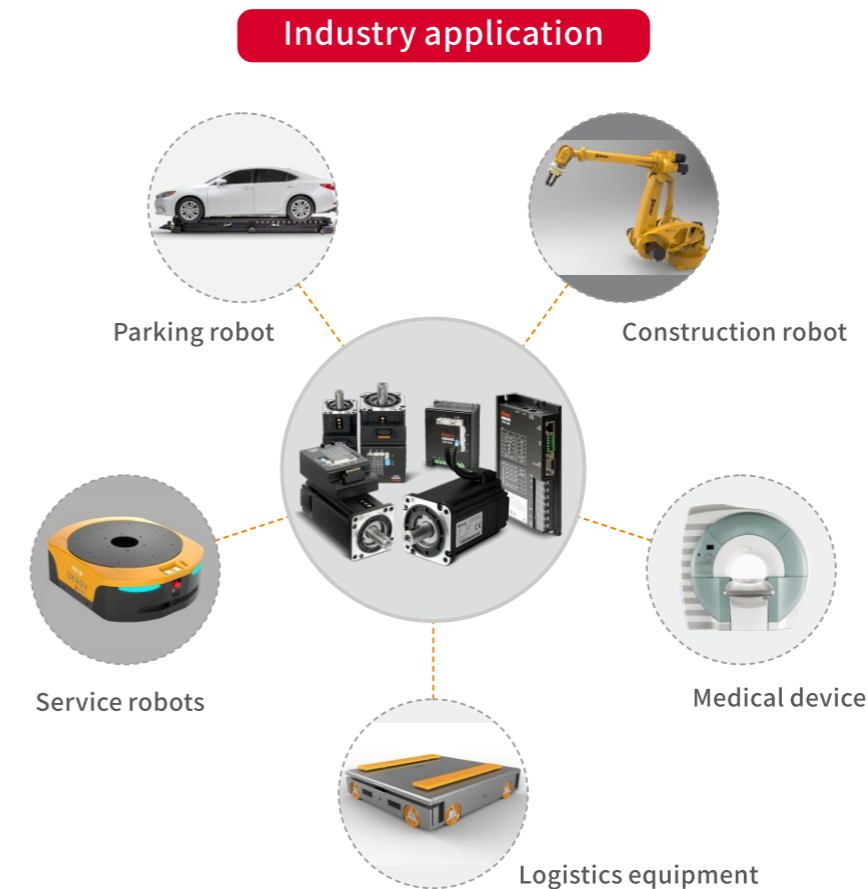 Industry application
Parking robot
Construction robot
Service robots
Medical device
Logistics equipment